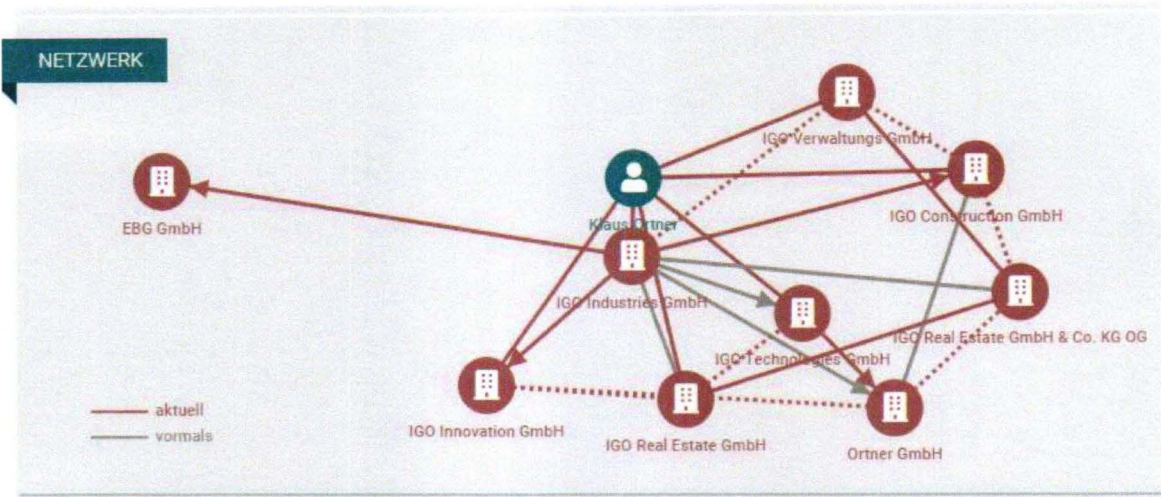 NETZWERK
IGO Verwaltungs GmbH
EBG GmbH
Klaus Ortner
IGO Construction GmbH
IGO Industries GmbH
IGO Technologies GmbH
IGO Real Estate GmbH & Co. KG OG
IGO Innovation GmbH
IGO Real Estate GmbH
Ortner GmbH
aktuell
vormals